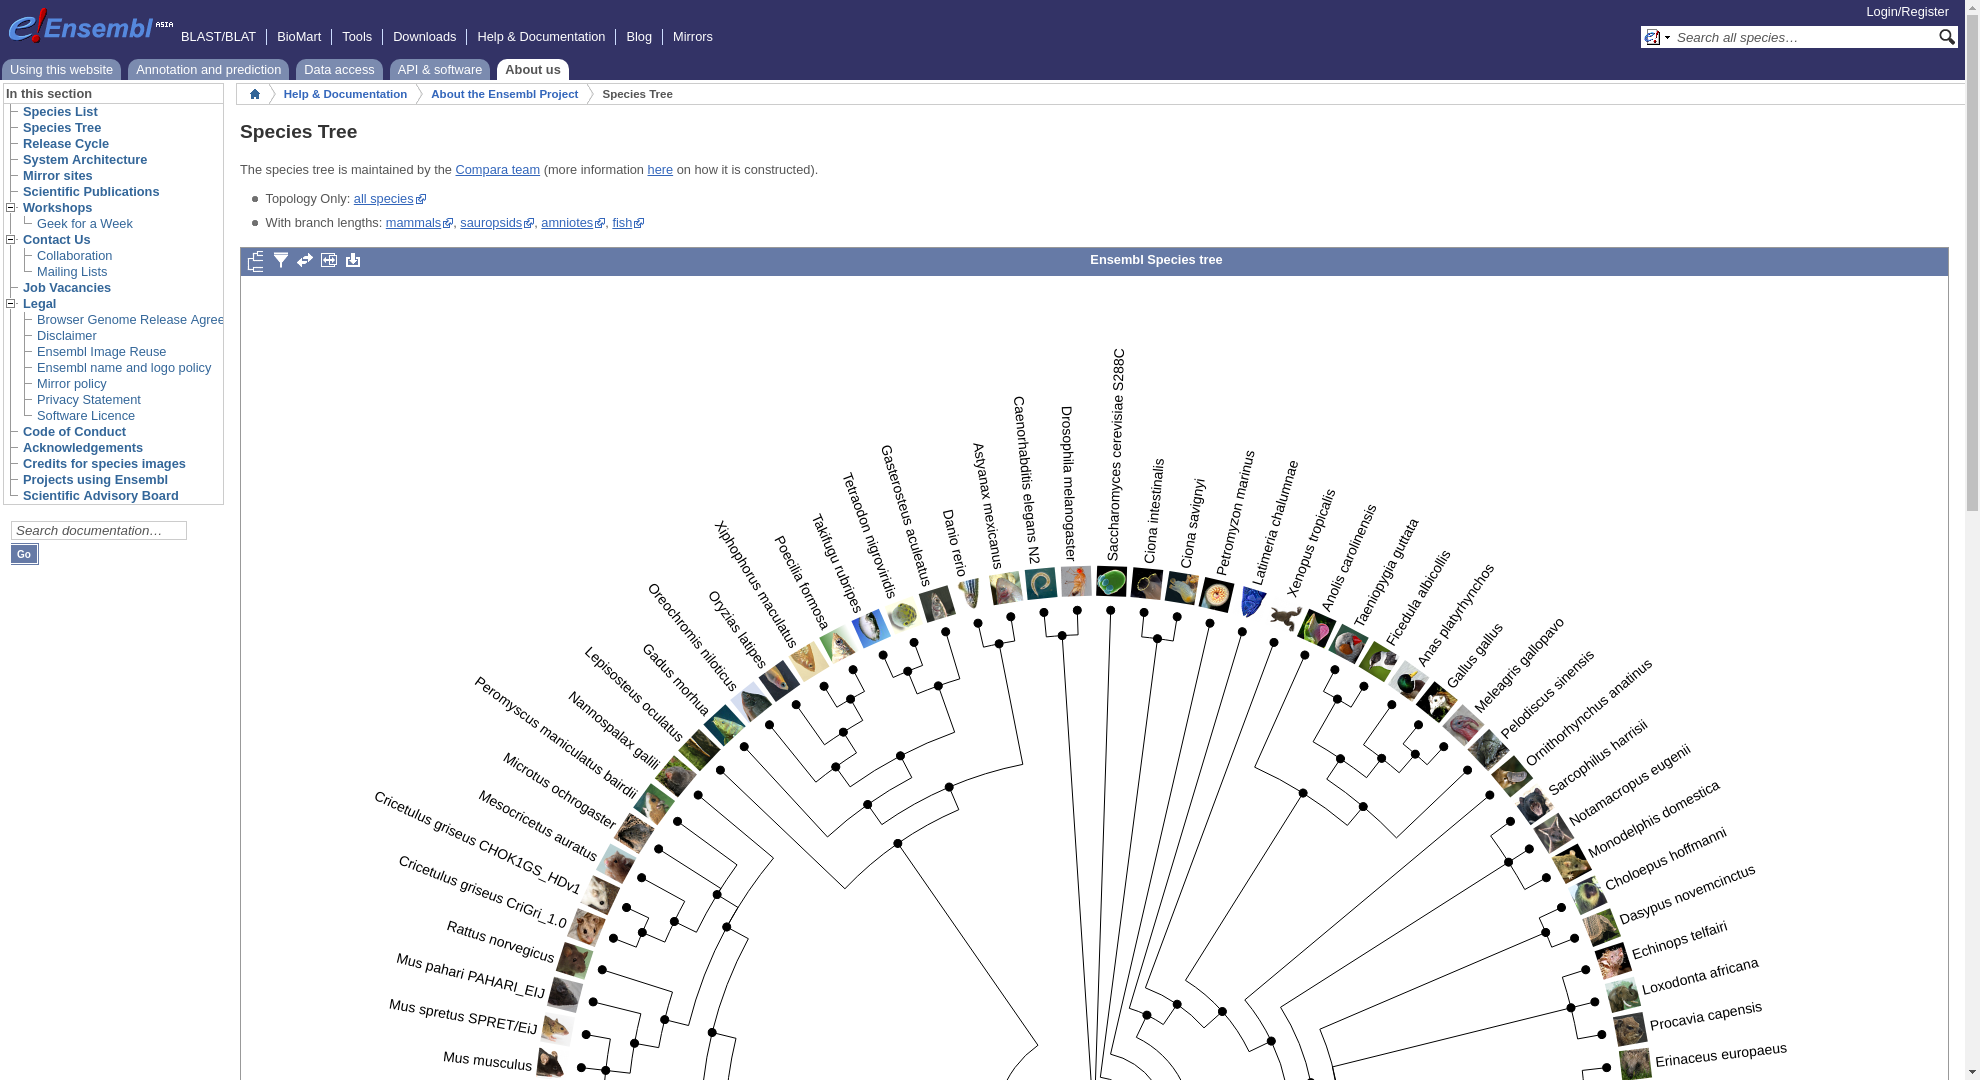 Login/Register
e!Ensembl ASIA
BLAST/BLAT BioMart Tools Downloads Help & Documentation Blog Mirrors
Search all species…
Using this website Annotation and prediction Data access API & software About us
In this section
Species List
Species Tree
Release Cycle
System Architecture
Mirror sites
Scientific Publications
Workshops
Geek for a Week
Contact Us
Collaboration
Mailing Lists
Job Vacancies
Legal
Browser Genome Release Agree
Disclaimer
Ensembl Image Reuse
Ensembl name and logo policy
Mirror policy
Privacy Statement
Software Licence
Code of Conduct
Acknowledgements
Credits for species images
Projects using Ensembl
Scientific Advisory Board
Search documentation…
Go
Help & Documentation About the Ensembl Project Species Tree
Species Tree
The species tree is maintained by the Compara team (more information here on how it is constructed).
Topology Only: all species
With branch lengths: mammals, sauropsids, amniotes, fish
Ensembl Species tree
Mus musculus
Mus spretus SPRET/EiJ
Mus pahari PAHARI_EIJ
Rattus norvegicus
Cricetulus griseus CriGri_1.0
Cricetulus griseus CHOK1GS_HDv1
Mesocricetus auratus
Microtus ochrogaster
Peromyscus maniculatus bairdii
Nannospalax galili
Lepisosteus oculatus
Gadus morhua
Oreochromis niloticus
Oryzias latipes
Xiphophorus maculatus
Poecilia formosa
Takifugu rubripes
Tetraodon nigroviridis
Gasterosteus aculeatus
Danio rerio
Astyanax mexicanus
Caenorhabditis elegans N2
Drosophila melanogaster
Saccharomyces cerevisiae S288C
Ciona intestinalis
Ciona savignyi
Petromyzon marinus
Latimeria chalumnae
Xenopus tropicalis
Anolis carolinensis
Taeniopygia guttata
Ficedula albicollis
Anas platyrhynchos
Gallus gallus
Meleagris gallopavo
Pelodiscus sinensis
Ornithorhynchus anatinus
Sarcophilus harrisii
Notamacropus eugenii
Monodelphis domestica
Choloepus hoffmanni
Dasypus novemcinctus
Echinops telfairi
Loxodonta africana
Procavia capensis
Erinaceus europaeus